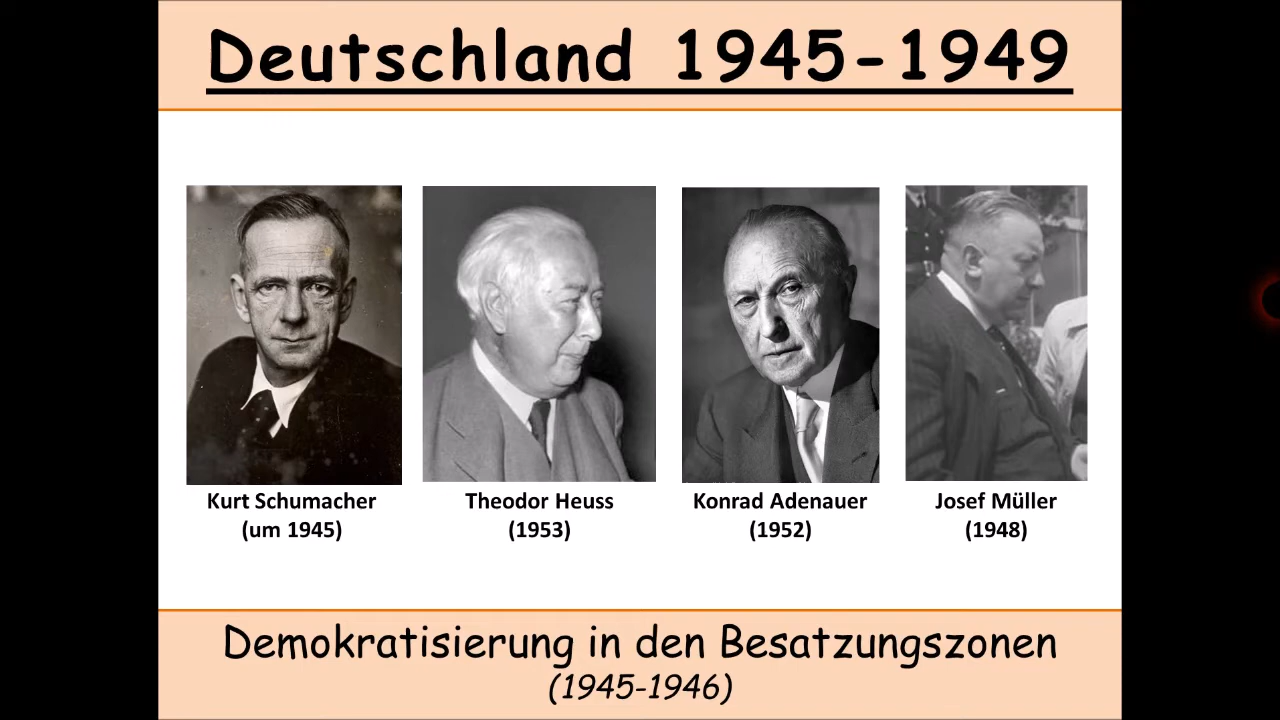 Deutschland 1945-1949
Kurt Schumacher
(um 1945)
Theodor Heuss
(1953)
Konrad Adenauer
(1952)
Josef Müller
(1948)
Demokratisierung in den Besatzungszonen
(1945-1946)